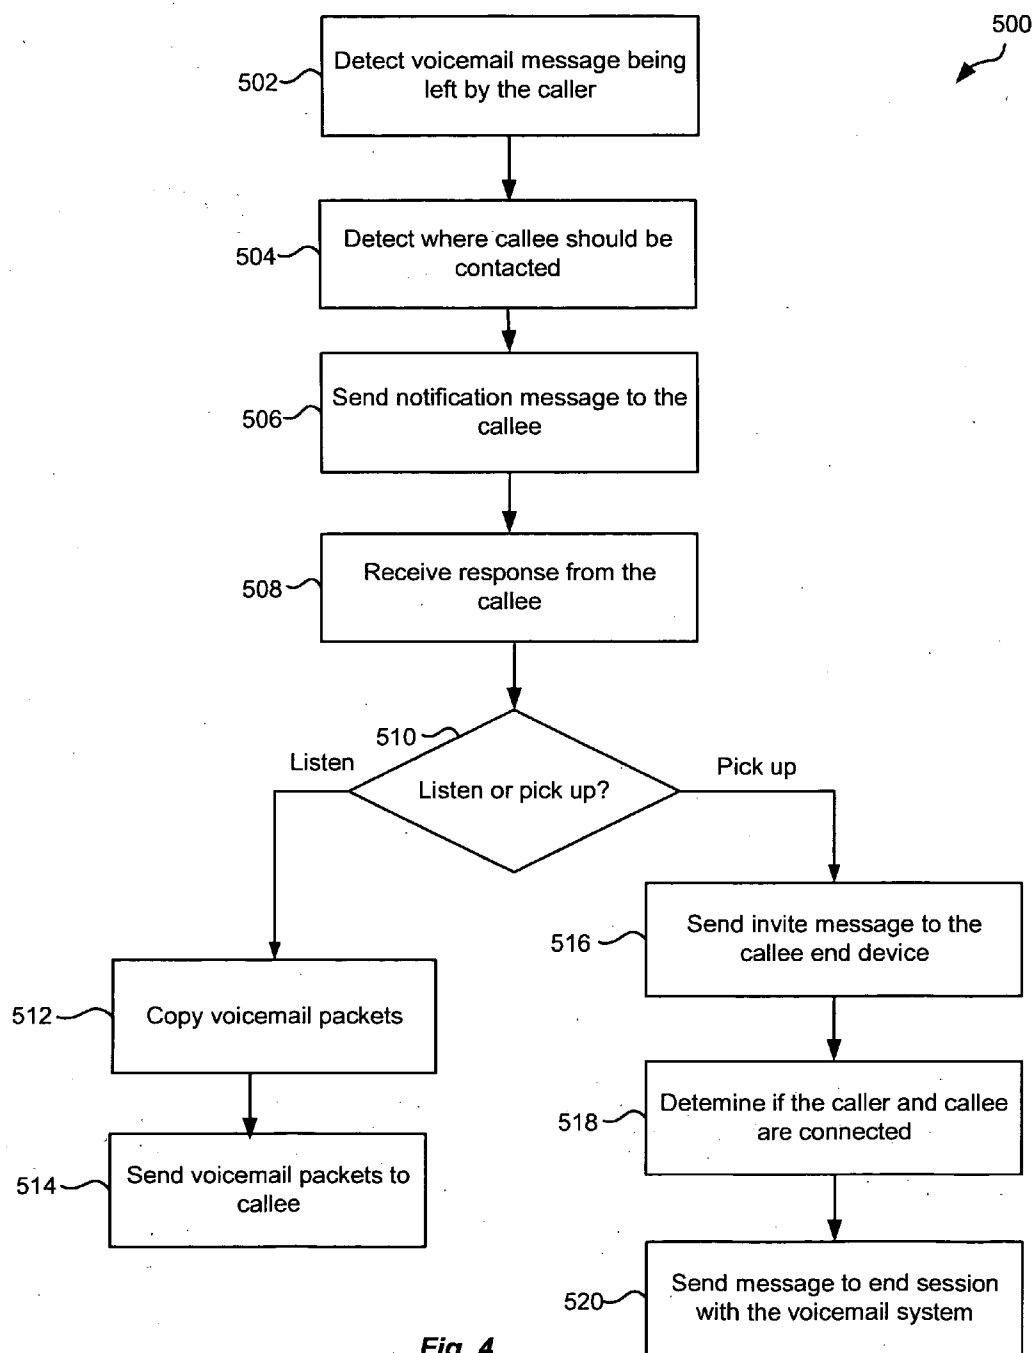 500
502
Detect voicemail message being
left by the caller
504
Detect where callee should be
contacted
506
Send notification message to the
callee
508
Receive response from the
callee
510
Listen
Listen or pick up?
Pick up
516
Send invite message to the
callee end device
512
Copy voicemail packets
518
Detemine if the caller and callee
are connected
514
Send voicemail packets to
callee
520
Send message to end session
with the voicemail system
Fig. 4